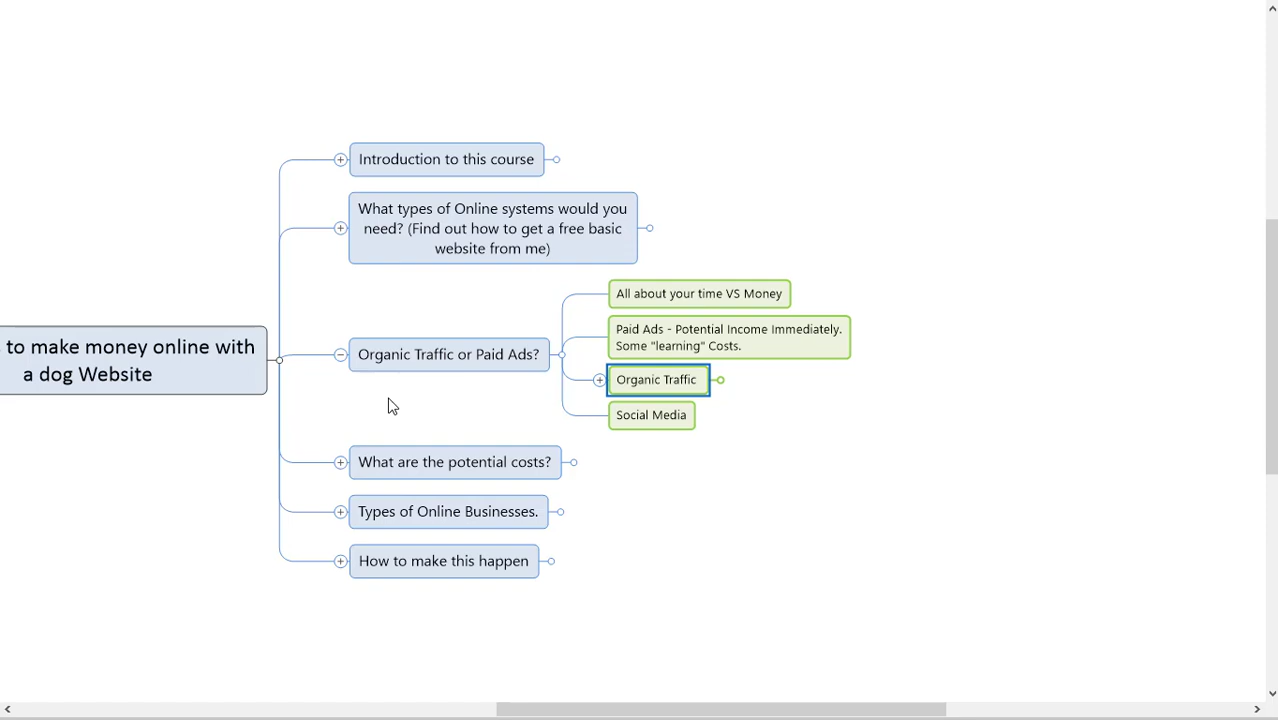 Introduction to this course
What types of Online systems would you
need? (Find out how to get a free basic
website from me)
All about your time VS Money
Paid Ads - Potential Income Immediately.
Some "learning" Costs.
to make money online with
a dog Website
Organic Traffic or Paid Ads?
Organic Traffic
Social Media
What are the potential costs?
Types of Online Businesses.
How to make this happen